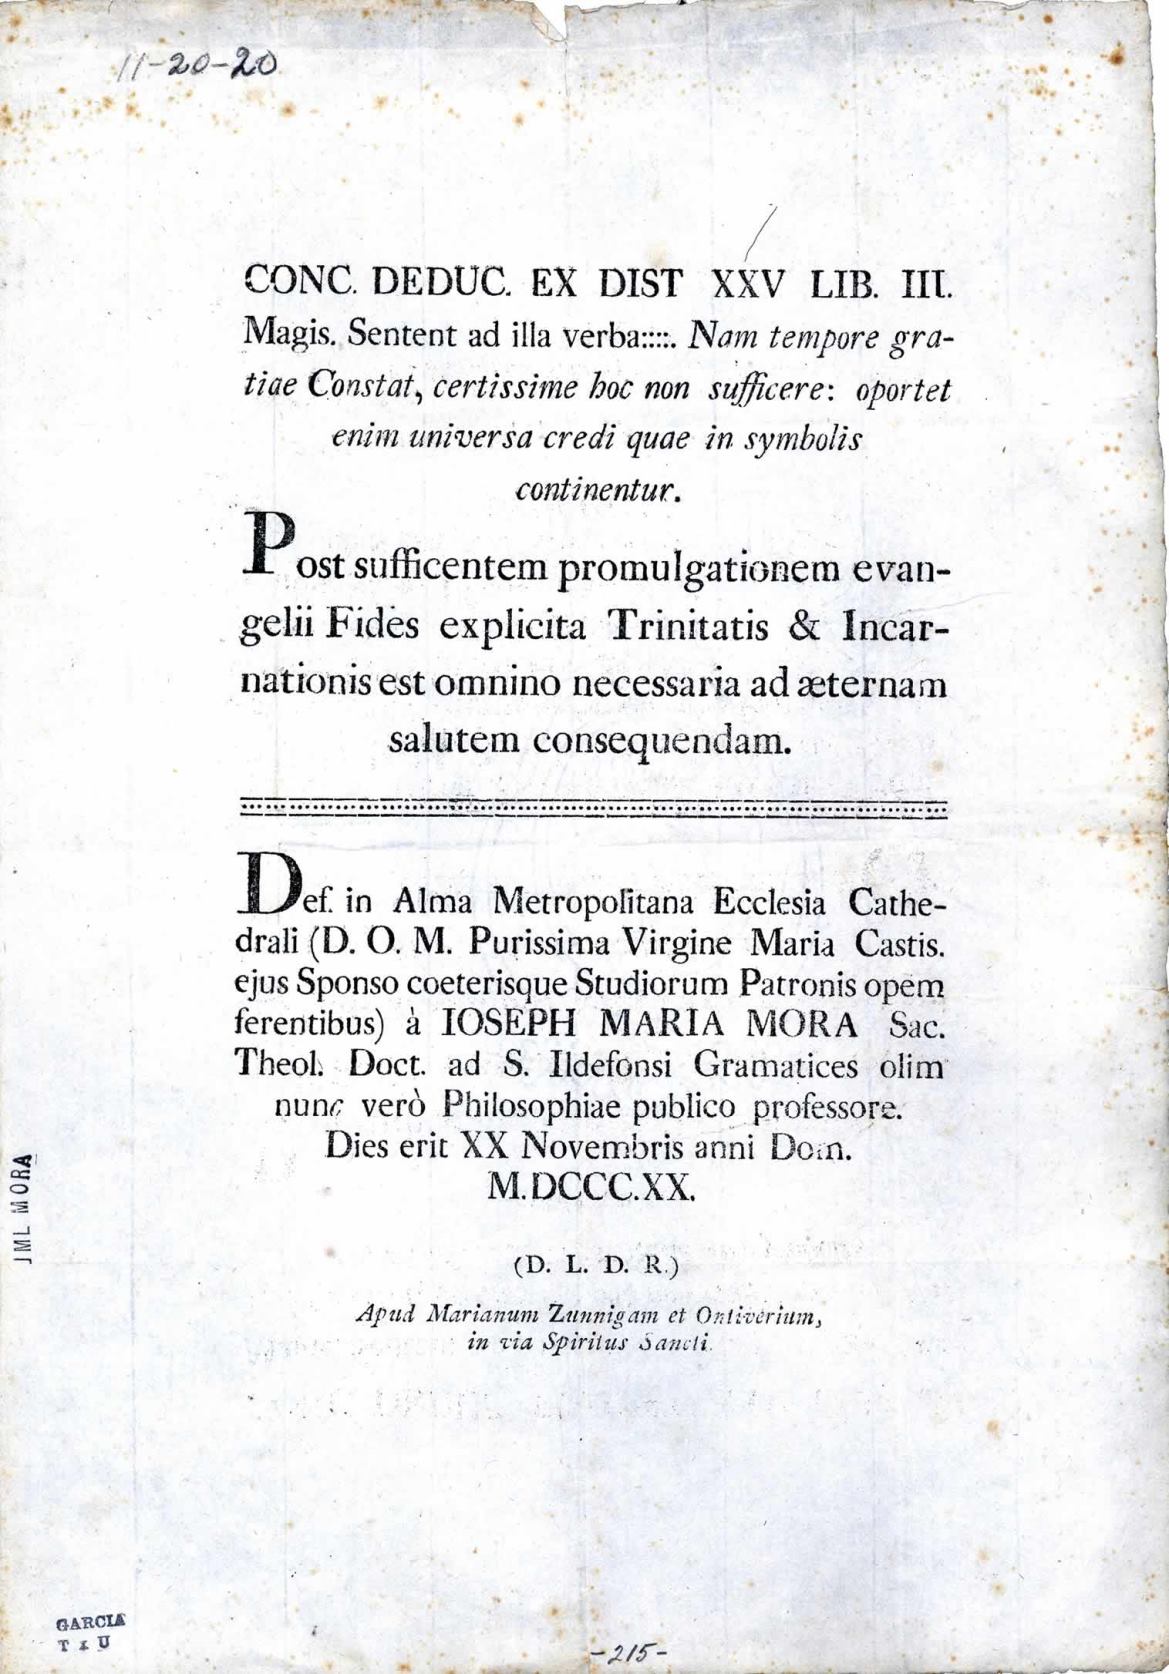 11-20-20
CONC. DEDUC. EX DIST XXV LIB. III.
Magis. Sentent ad illa verba::::. Nam tempore gra-
tiae Constat, certissime hoc non sufficere: oportet
enim universa credi quae in symbolis
continentur.
Post sufficentem promulgationem evan-
gelii Fides explicita Trinitatis & Incar-
nationis est omnino necessaria ad æternam
salutem consequendam.
Def. in Alma Metropolitana Ecclesia Cathe-
drali (D. O. M. Purissima Virgine Maria Castis.
ejus Sponso coeterisque Studiorum Patronis opem
ferentibus) à IOSEPH MARIA MORA Sac.
Theol. Doct. ad S. Ildefonsi Gramatices olim
nunc verò Philosophiae publico professore.
Dies erit XX Novembris anni Dom.
M.DCCC.XX.
(D. L. D. R.)
Apud Marianum Zunnigam et Ontiverium,
in via Spiritus Sancti.
JML MORA
GARCIA
T & U
-215-